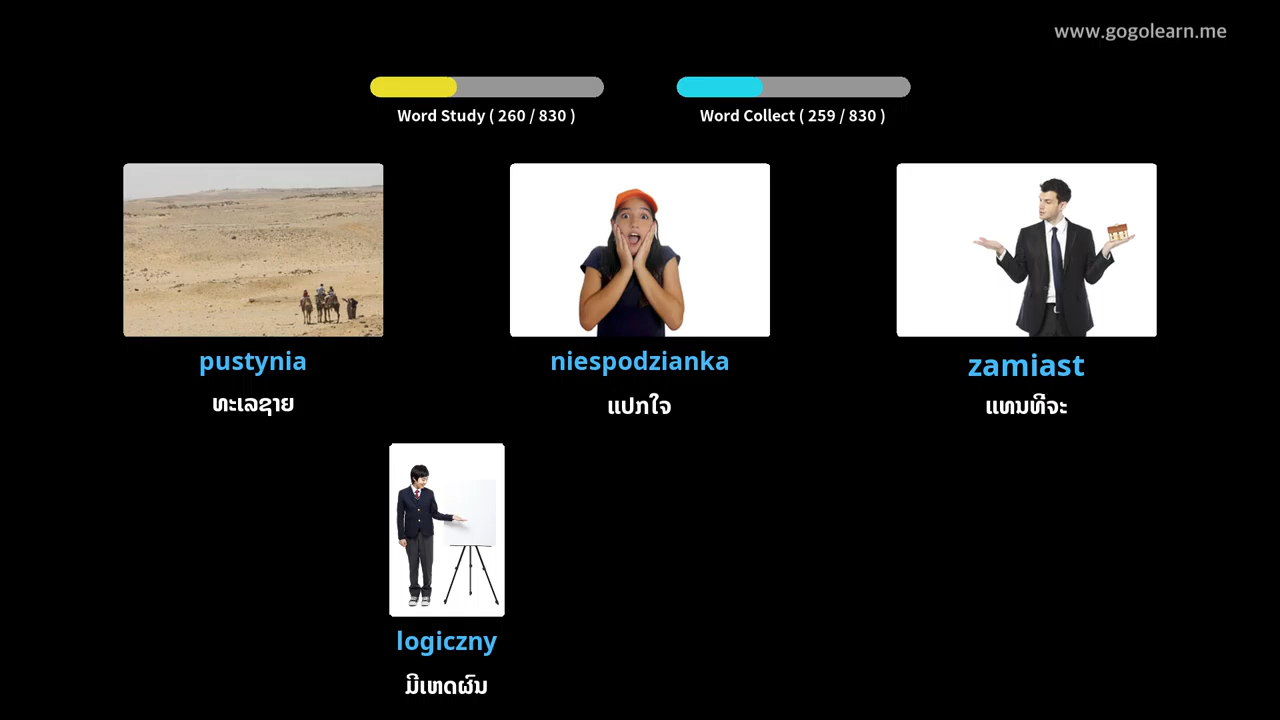 www.gogolearn.me
Word Study ( 260 / 830 )
Word Collect ( 259 / 830 )
pustynia
niespodzianka
zamiast
ທະເລຊາຍ
ແປກໃຈ
ແທນທີ່ຈະ
logiczny
ມີເຫດຜົນ